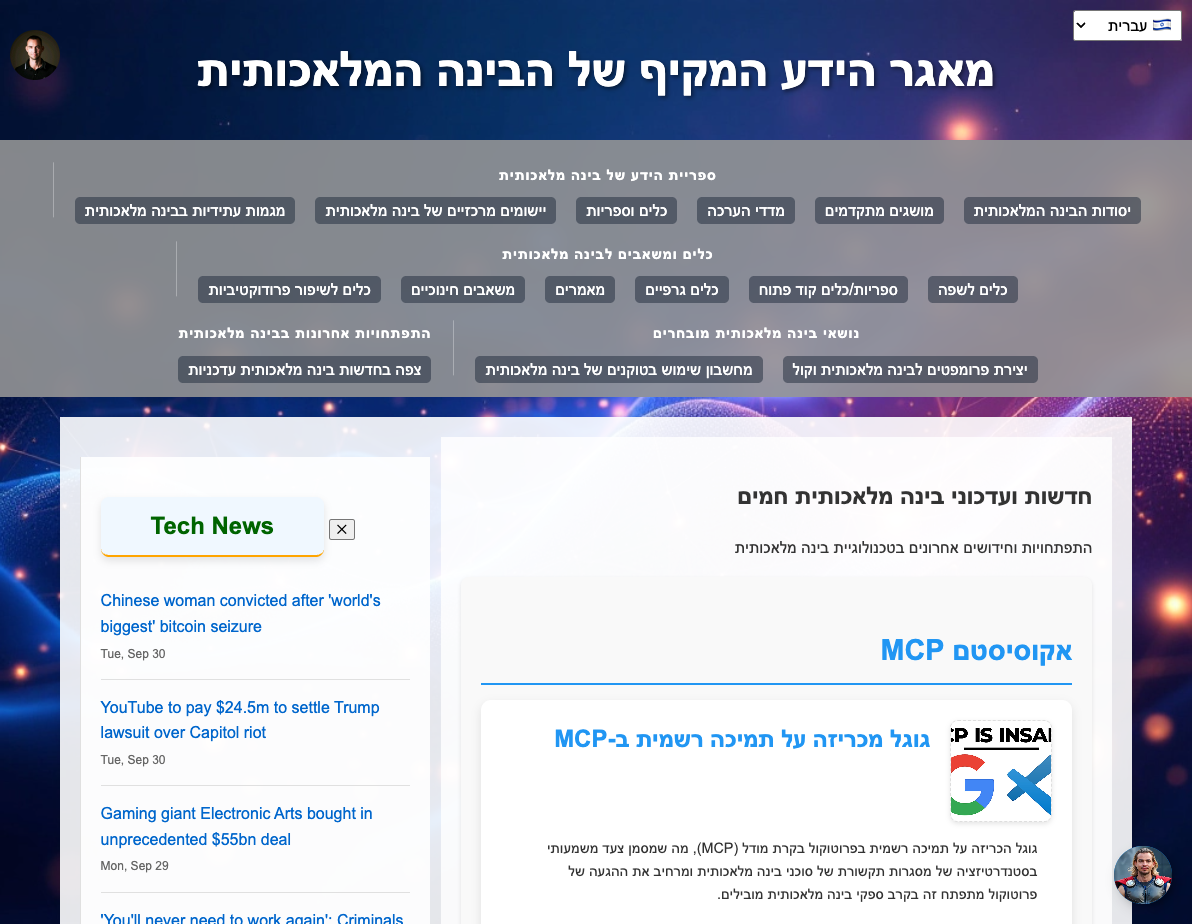 🇮🇱 עברית
מאגר הידע המקיף של הבינה המלאכותית
ספריית הידע של בינה מלאכותית
יסודות הבינה המלאכותית
מושגים מתקדמים
מדדי הערכה
כלים וספריות
יישומים מרכזיים של בינה מלאכותית
מגמות עתידיות בבינה מלאכותית
כלים ומשאבים לבינה מלאכותית
כלים לשפה
ספריות/כלים קוד פתוח
כלים גרפיים
מאמרים
משאבים חינוכיים
כלים לשיפור פרודוקטיביות
נושאי בינה מלאכותית מובחרים
יצירת פרומפטים לבינה מלאכותית וקול
מחשבון שימוש בטוקנים של בינה מלאכותית
התפתחויות אחרונות בבינה מלאכותית
צפה בחדשות בינה מלאכותית עדכניות
חדשות ועדכוני בינה מלאכותית חמים
התפתחויות וחידושים אחרונים בטכנולוגיית בינה מלאכותית
אקוסיסטם MCP
CP IS INSAN
גוגל מכריזה על תמיכה רשמית ב-MCP
גוגל הכריזה על תמיכה רשמית בפרוטוקול בקרת מודל (MCP), מה שמסמן צעד משמעותי
בסטנדרטיזציה של מסגרות תקשורת של סוכני בינה מלאכותית ומרחיב את ההגעה של
פרוטוקול מתפתח זה בקרב ספקי בינה מלאכותית מובילים.
Tech News
×
Chinese woman convicted after 'world's
biggest' bitcoin seizure
Tue, Sep 30
YouTube to pay $24.5m to settle Trump
lawsuit over Capitol riot
Tue, Sep 30
Gaming giant Electronic Arts bought in
unprecedented $55bn deal
Mon, Sep 29
'You'll never need to work again': Criminals